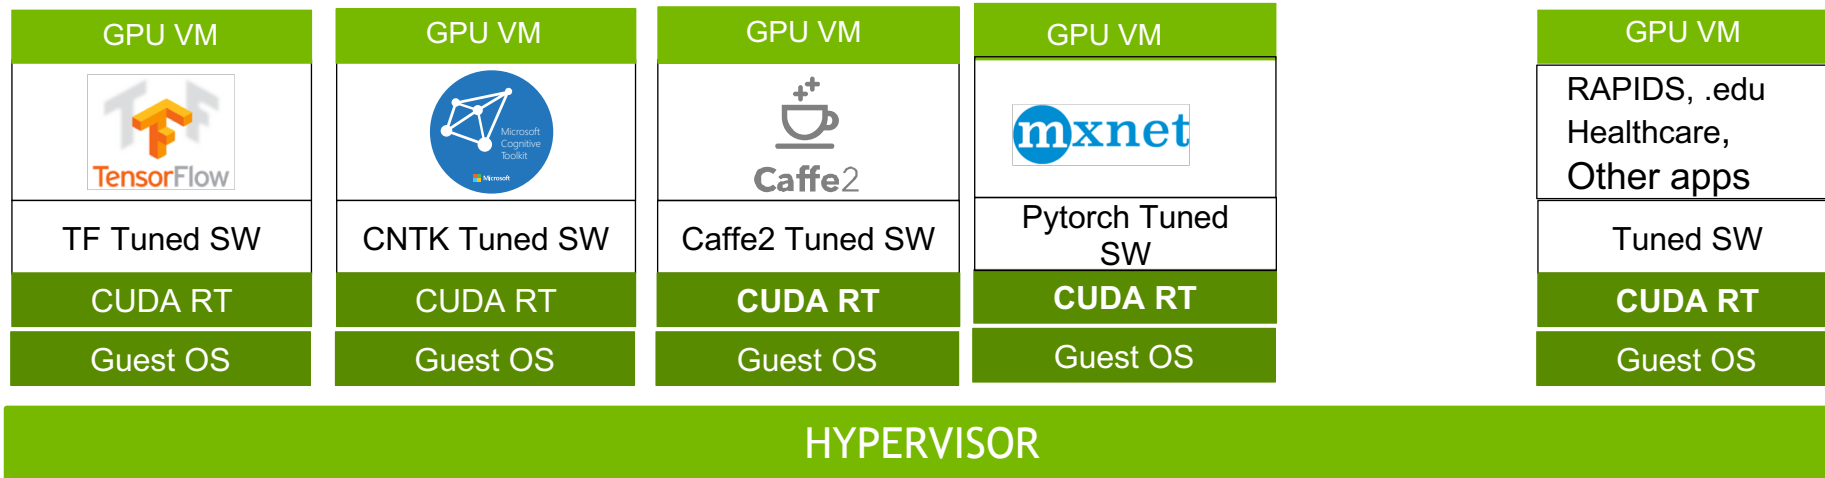 GPU VM
TensorFlow
TF Tuned SW
CUDA RT
Guest OS
GPU VM
Microsoft
Cognitive
Toolkit
Microsoft
CNTK Tuned SW
CUDA RT
Guest OS
GPU VM
Caffe2
Caffe2 Tuned SW
CUDA RT
Guest OS
GPU VM
mxnet
Pytorch Tuned
SW
CUDA RT
Guest OS
GPU VM
RAPIDS, .edu
Healthcare,
Other apps
Tuned SW
CUDA RT
Guest OS
HYPERVISOR